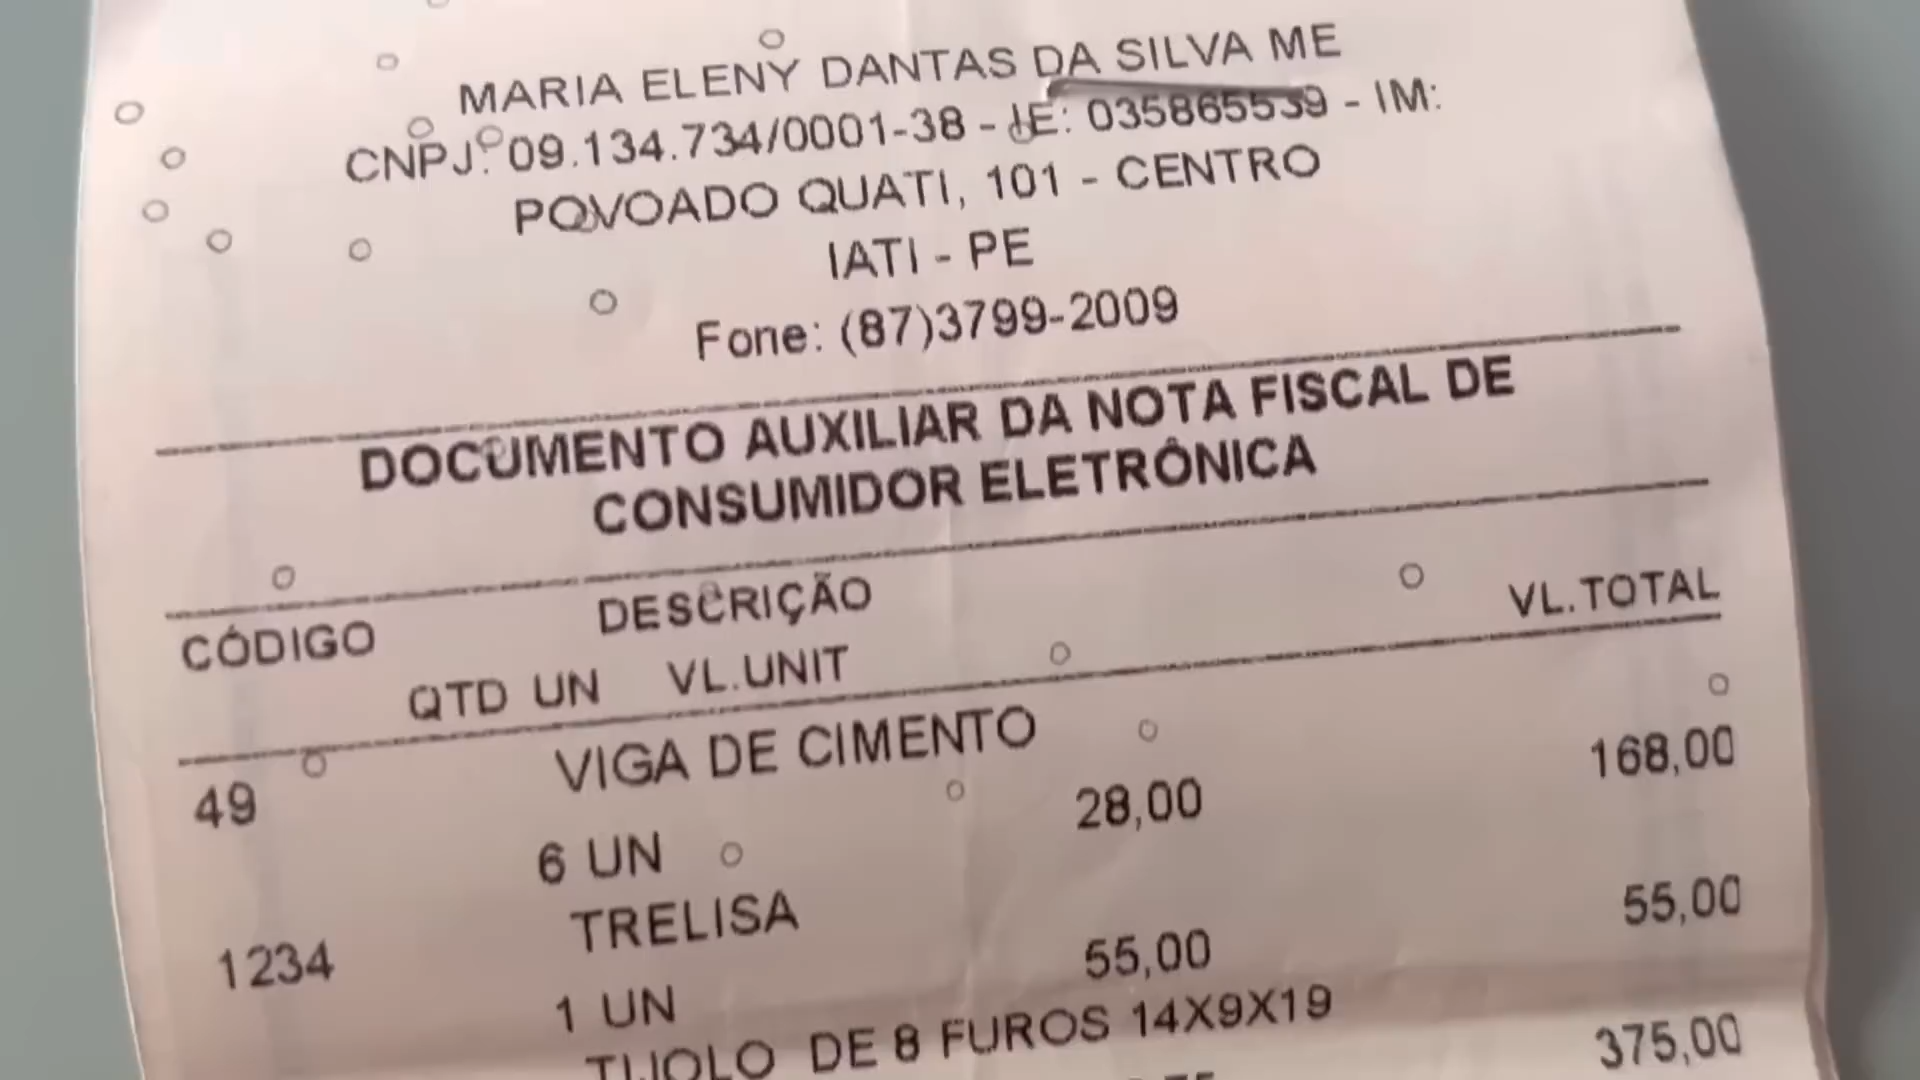 MARIA ELENY DANTAS DA SILVA ME
CNPJ: 09.134.734/0001-38 - IE: 035865539 - IM:
POVOADO QUATI, 101 - CENTRO
IATI - PE
Fone: (87)3799-2009
DOCUMENTO AUXILIAR DA NOTA FISCAL DE
CONSUMIDOR ELETRÔNICA
CÓDIGO DESCRIÇÃO
QTD UN VL.UNIT VL.TOTAL
49 VIGA DE CIMENTO
6 UN 28,00 168,00
1234 TRELISA
1 UN 55,00 55,00
TIJOLO DE 8 FUROS 14X9X19
375,00